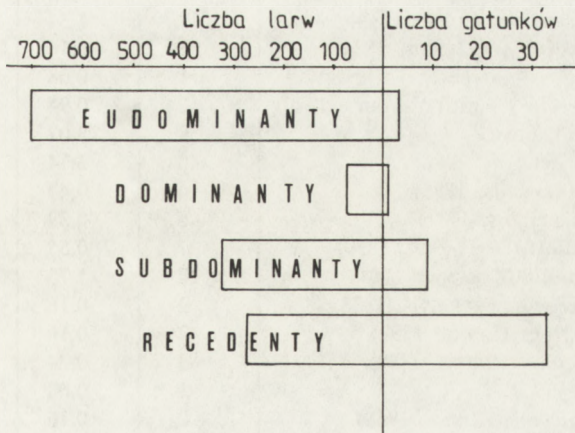 Liczba larw Liczba gatunków
700 600 500 400 300 200 100 10 20 30
EUDOMINANTY
DOMINANTY
SUBDOMINANTY
RECEDENTY